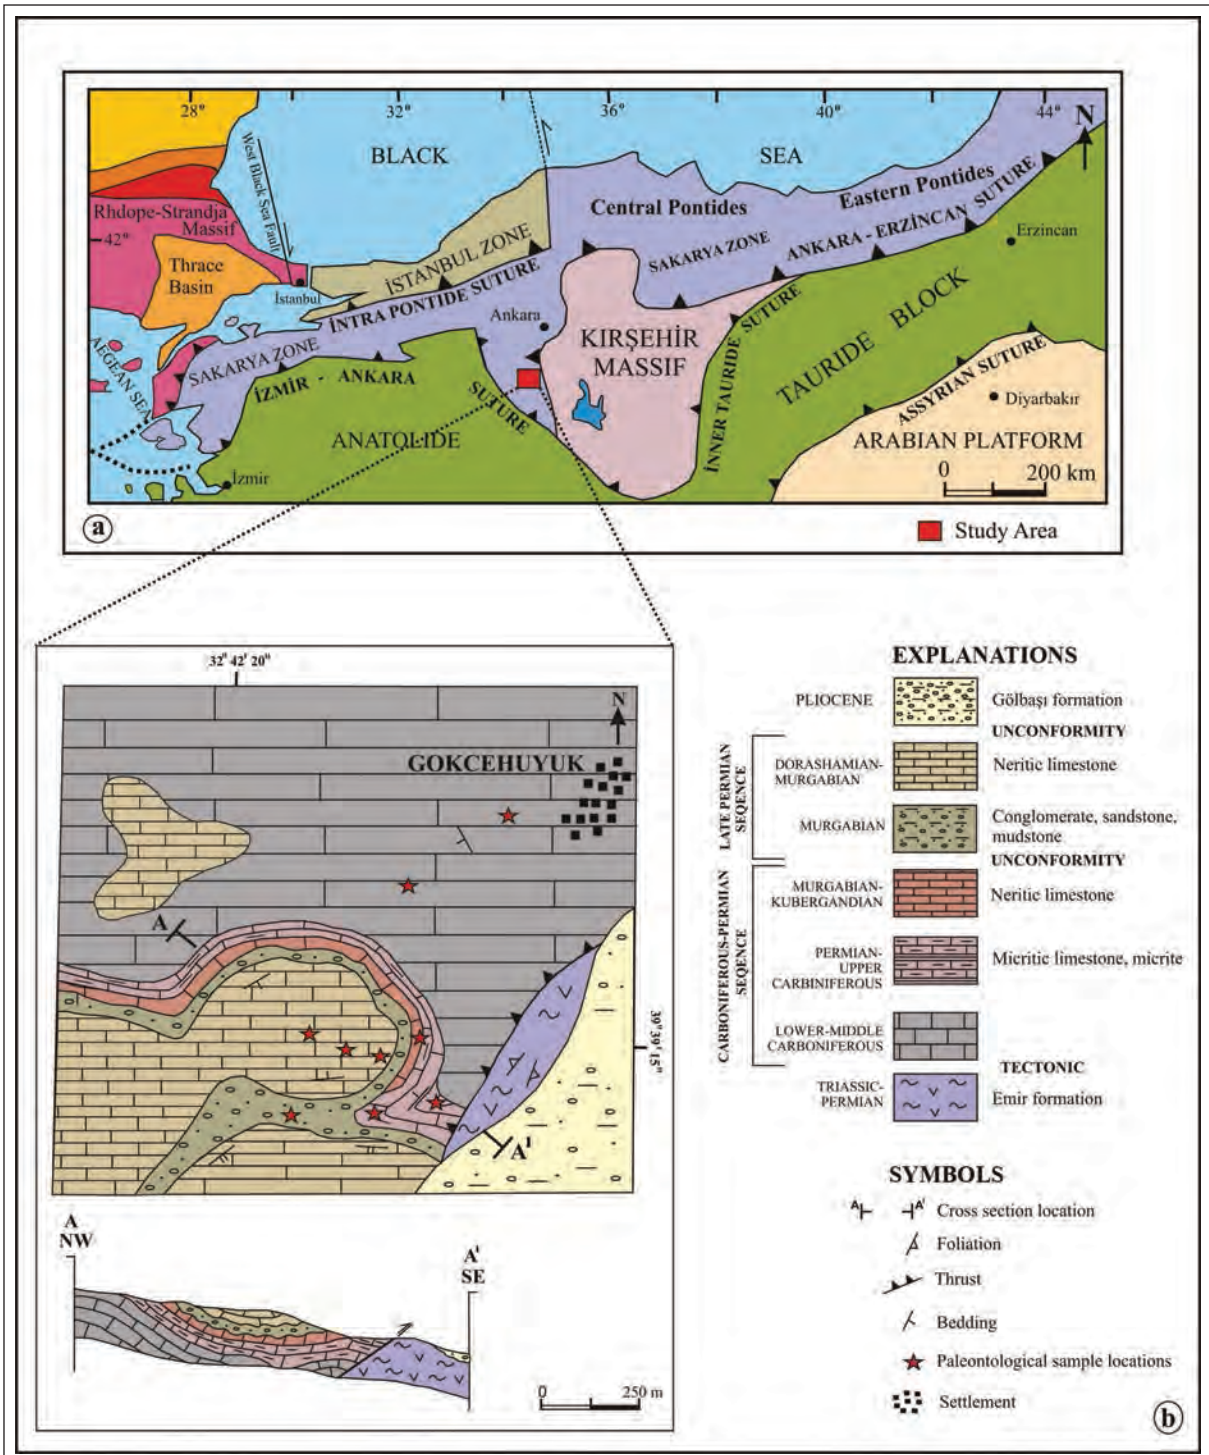 28°
32°
36°
40°
44°
N
BLACK
SEA
West Black Sea Fault
Rhdope-Strandja
Massif
42°
Thrace
Basin
İstanbul
İSTANBUL ZONE
Central Pontides
Eastern Pontides
SAKARYA ZONE
ANKARA - ERZİNCAN SUTURE
Erzincan
İNTRA PONTIDE SUTURE
Ankara
KIRŞEHİR
MASSIF
INNER TAURIDE SUTURE
TAURIDE BLOCK
AEGEAN SEA
SAKARYA ZONE
İZMİR - ANKARA
SUTURE
ASSYRIAN SUTURE
Diyarbakır
ANATOLIDE
ARABIAN PLATFORM
İzmir
0 200 km
a
Study Area
32° 42' 20"
N
GOKCEHUYUK
A
39° 39' 15"
A'
A
NW
A'
SE
0 250 m
EXPLANATIONS
PLIOCENE Gölbaşı formation
UNCONFORMITY
LATE PERMIAN
SEQENCE
DORASHAMIAN-
MURGABIAN
Neritic limestone
MURGABIAN
Conglomerate, sandstone,
mudstone
UNCONFORMITY
CARBONIFEROUS-PERMIAN
SEQENCE
MURGABIAN-
KUBERGANDIAN
Neritic limestone
PERMIAN-
UPPER
CARBINIFEROUS
Micritic limestone, micrite
LOWER-MIDDLE
CARBONIFEROUS
TECTONIC
TRIASSIC-
PERMIAN
Emir formation
SYMBOLS
A A' Cross section location
Foliation
Thrust
Bedding
Paleontological sample locations
Settlement
b